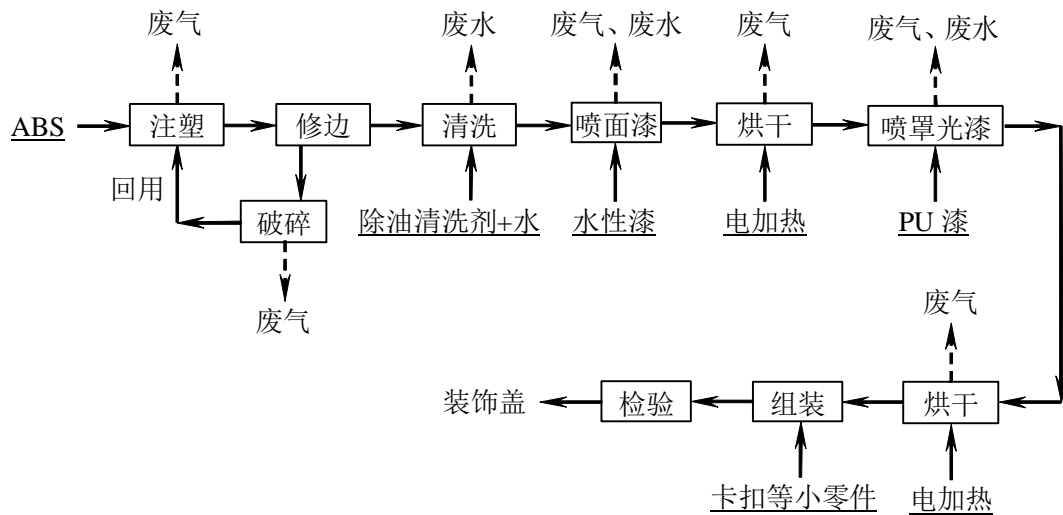 废气
废水
废气、废水
废气
废气、废水
ABS
注塑
修边
清洗
喷面漆
烘干
喷罩光漆
回用
破碎
除油清洗剂+水
水性漆
电加热
PU 漆
废气
废气
装饰盖
检验
组装
烘干
卡扣等小零件
电加热